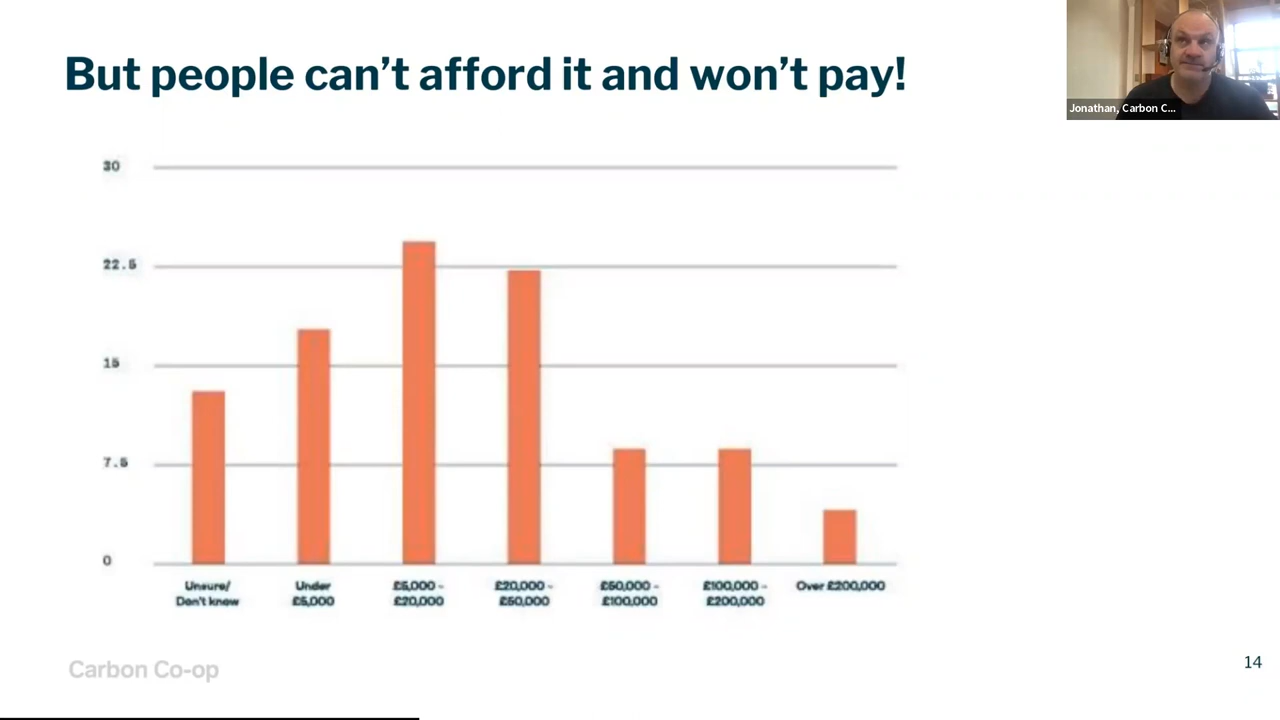 But people can't afford it and won't pay!
Jonathan, Carbon C...
30
22.5
15
7.5
0
Unsure/
Don't know
Under
£5,000
£5,000 -
£20,000
£20,000 -
£50,000
£50,000 -
£100,000
£100,000 -
£200,000
Over £200,000
Carbon Co-op
14